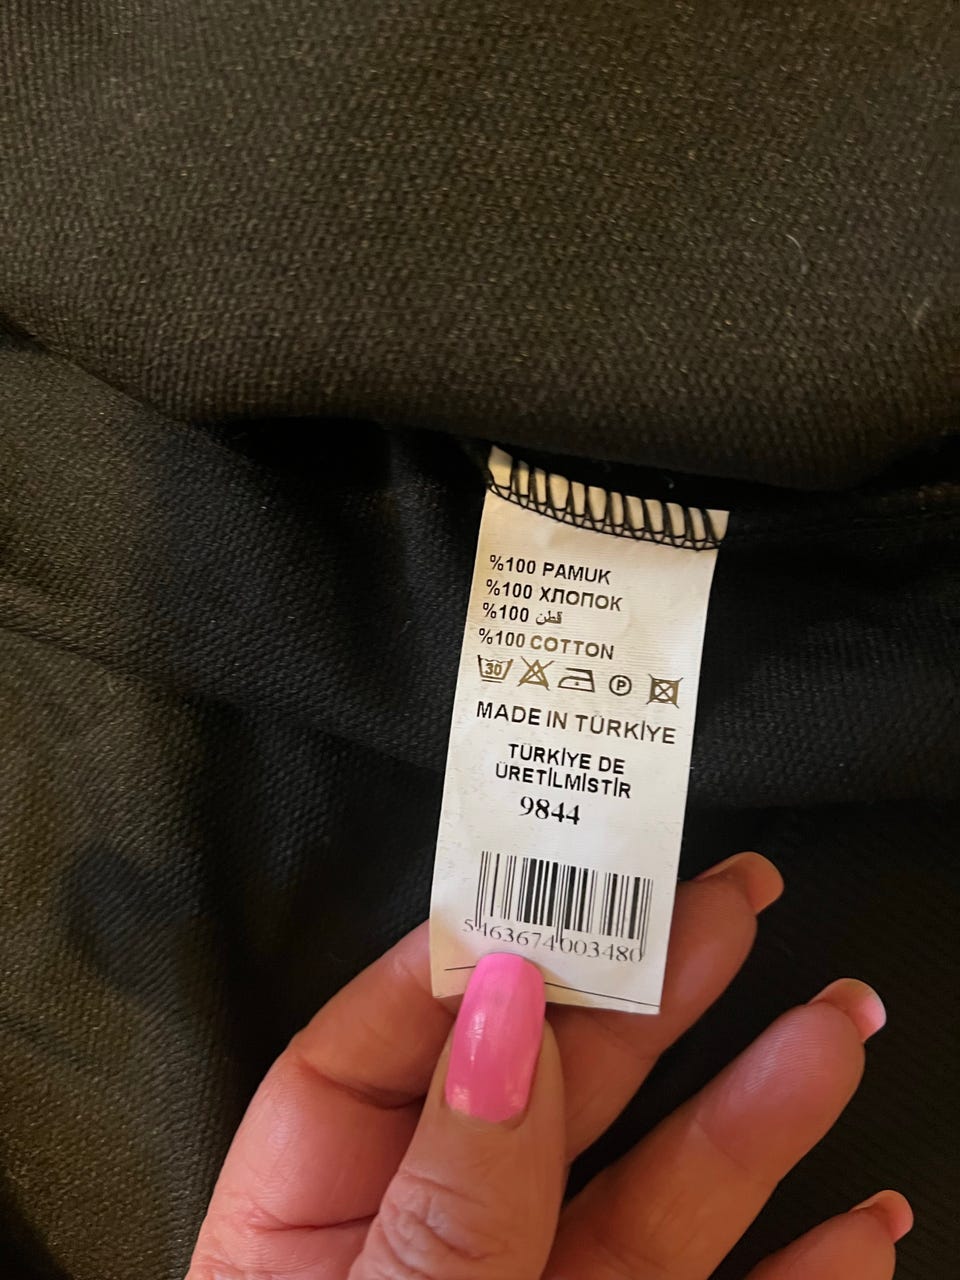 %100 PAMUK
%100 ХЛОПОК
%100 قطن
%100 COTTON
30 P
MADE IN TÜRKİYE
TÜRKİYE DE
ÜRETİLMİSTİR
9844
5463674003480